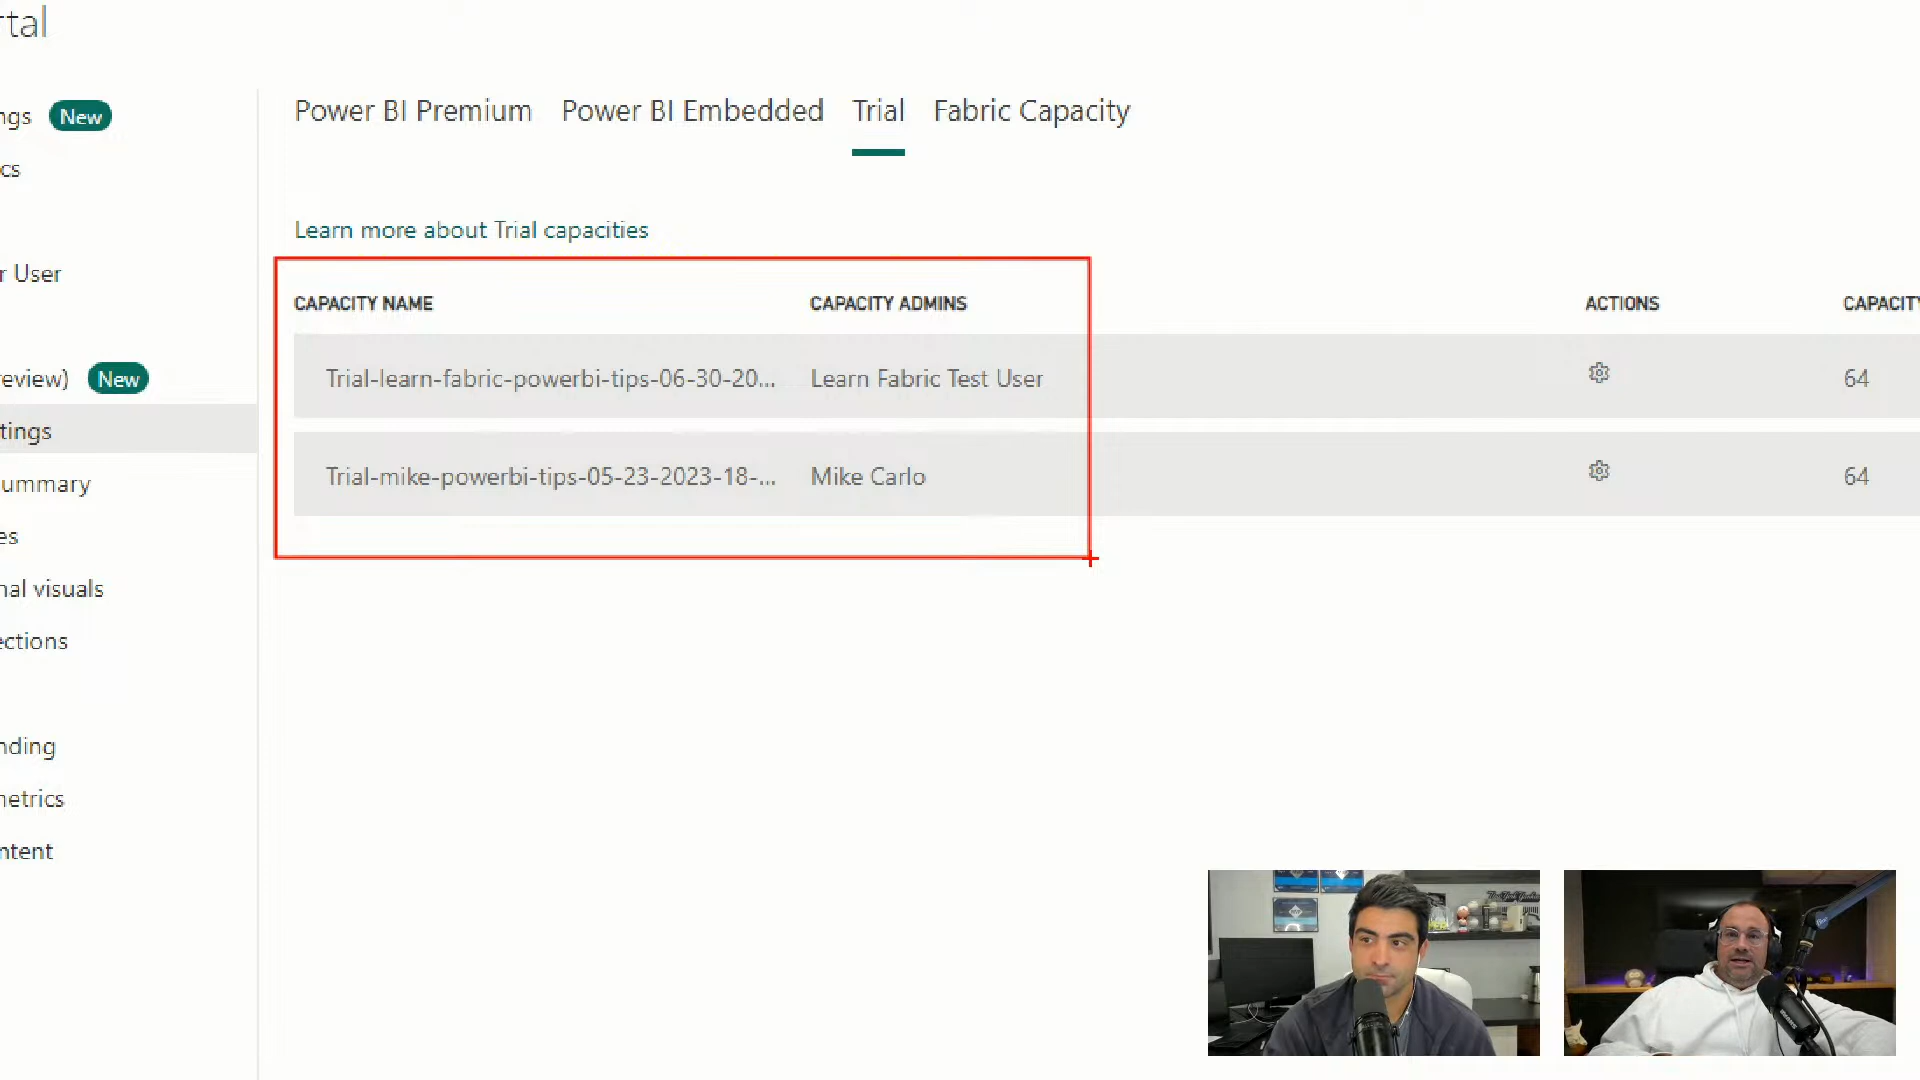 rtal
ngs New
cs
r User
review) New
tings
ummary
es
nal visuals
ections
nding
netrics
ntent
Power BI Premium Power BI Embedded Trial Fabric Capacity
Learn more about Trial capacities
CAPACITY NAME CAPACITY ADMINS ACTIONS CAPACITY
Trial-learn-fabric-powerbi-tips-06-30-20... Learn Fabric Test User 64
Trial-mike-powerbi-tips-05-23-2023-18-... Mike Carlo 64